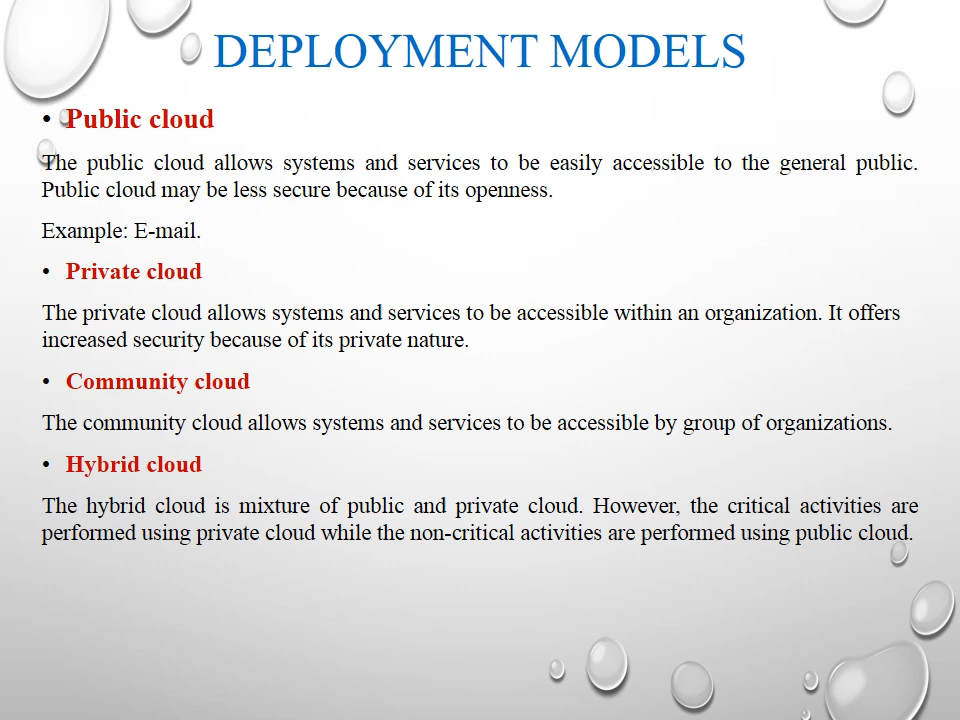 DEPLOYMENT MODELS
• Public cloud
The public cloud allows systems and services to be easily accessible to the general public.
Public cloud may be less secure because of its openness.
Example: E-mail.
• Private cloud
The private cloud allows systems and services to be accessible within an organization. It offers
increased security because of its private nature.
• Community cloud
The community cloud allows systems and services to be accessible by group of organizations.
• Hybrid cloud
The hybrid cloud is mixture of public and private cloud. However, the critical activities are
performed using private cloud while the non-critical activities are performed using public cloud.